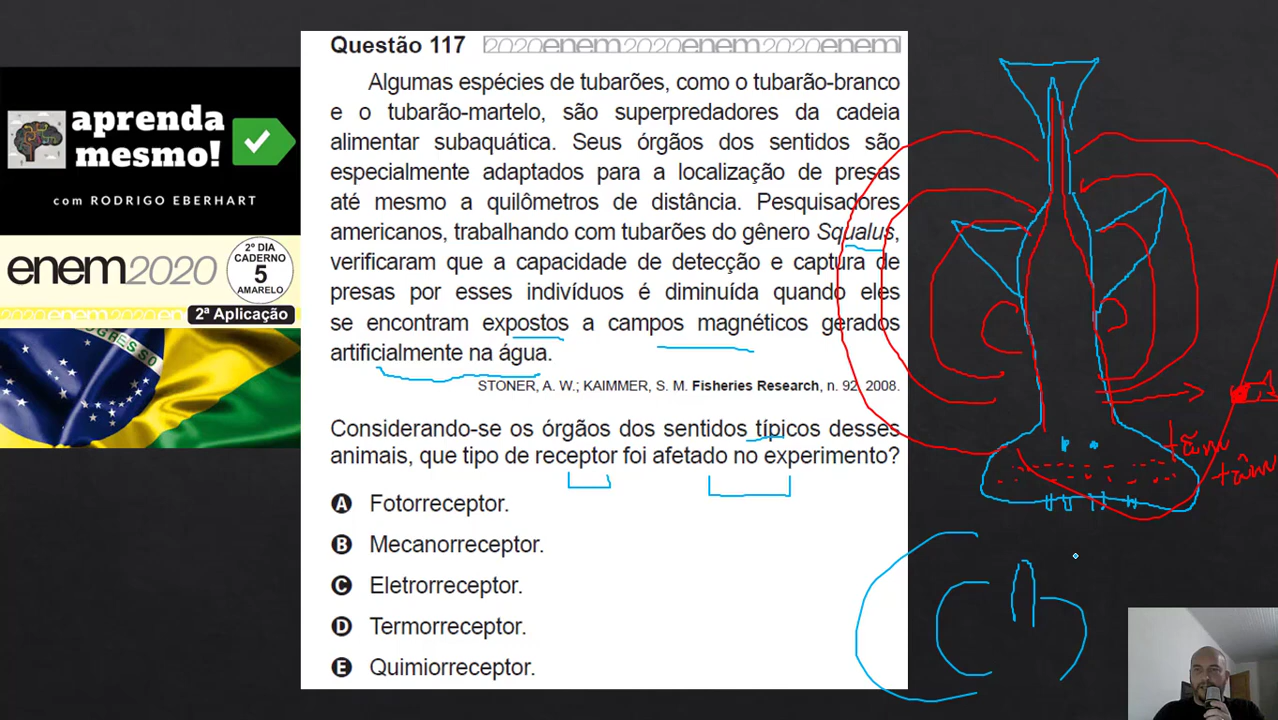 aprenda
mesmo!
com RODRIGO EBERHART
enem2020
2º DIA
CADERNO
5
AMARELO
2ª Aplicação
Questão 117
2020enem2020enem2020enem
Algumas espécies de tubarões, como o tubarão-branco
e o tubarão-martelo, são superpredadores da cadeia
alimentar subaquática. Seus órgãos dos sentidos são
especialmente adaptados para a localização de presas
até mesmo a quilômetros de distância. Pesquisadores
americanos, trabalhando com tubarões do gênero Squalus,
verificaram que a capacidade de detecção e captura de
presas por esses indivíduos é diminuída quando eles
se encontram expostos a campos magnéticos gerados
artificialmente na água.
STONER, A. W.; KAIMMER, S. M. Fisheries Research, n. 92, 2008.
Considerando-se os órgãos dos sentidos típicos desses
animais, que tipo de receptor foi afetado no experimento?
A Fotorreceptor.
B Mecanorreceptor.
C Eletrorreceptor.
D Termorreceptor.
E Quimiorreceptor.